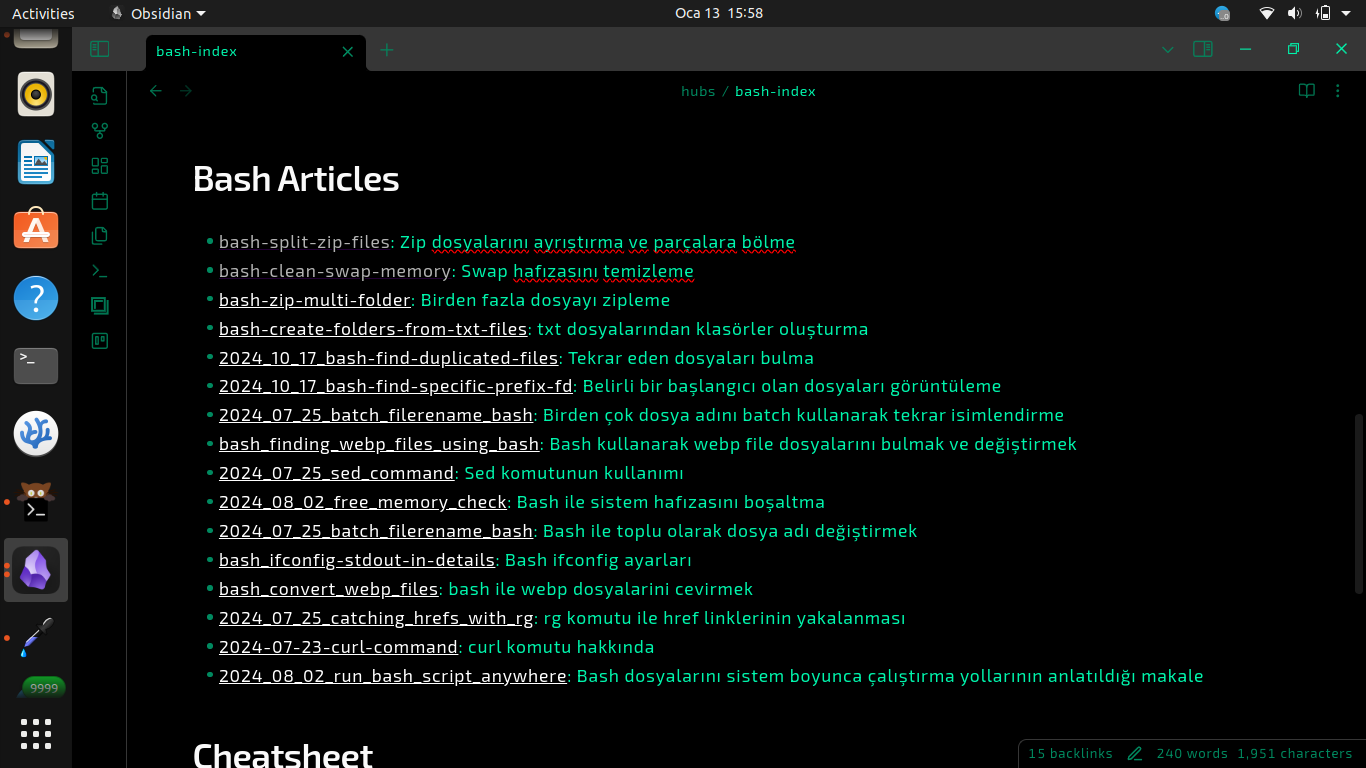 Activities
Obsidian
Oca 13 15:58
bash-index
hubs / bash-index
Bash Articles
bash-split-zip-files: Zip dosyalarını ayrıştırma ve parçalara bölme
bash-clean-swap-memory: Swap hafızasını temizleme
bash-zip-multi-folder: Birden fazla dosyayı zipleme
bash-create-folders-from-txt-files: txt dosyalarından klasörler oluşturma
2024_10_17_bash-find-duplicated-files: Tekrar eden dosyaları bulma
2024_10_17_bash-find-specific-prefix-fd: Belirli bir başlangıcı olan dosyaları görüntüleme
2024_07_25_batch_filerename_bash: Birden çok dosya adını batch kullanarak tekrar isimlendirme
bash_finding_webp_files_using_bash: Bash kullanarak webp file dosyalarını bulmak ve değiştirmek
2024_07_25_sed_command: Sed komutunun kullanımı
2024_08_02_free_memory_check: Bash ile sistem hafızasını boşaltma
2024_07_25_batch_filerename_bash: Bash ile toplu olarak dosya adı değiştirmek
bash_ifconfig-stdout-in-details: Bash ifconfig ayarları
bash_convert_webp_files: bash ile webp dosyalarini cevirmek
2024_07_25_catching_hrefs_with_rg: rg komutu ile href linklerinin yakalanması
2024-07-23-curl-command: curl komutu hakkında
2024_08_02_run_bash_script_anywhere: Bash dosyalarını sistem boyunca çalıştırma yollarının anlatıldığı makale
9999
Cheatsheet
15 backlinks 240 words 1,951 characters